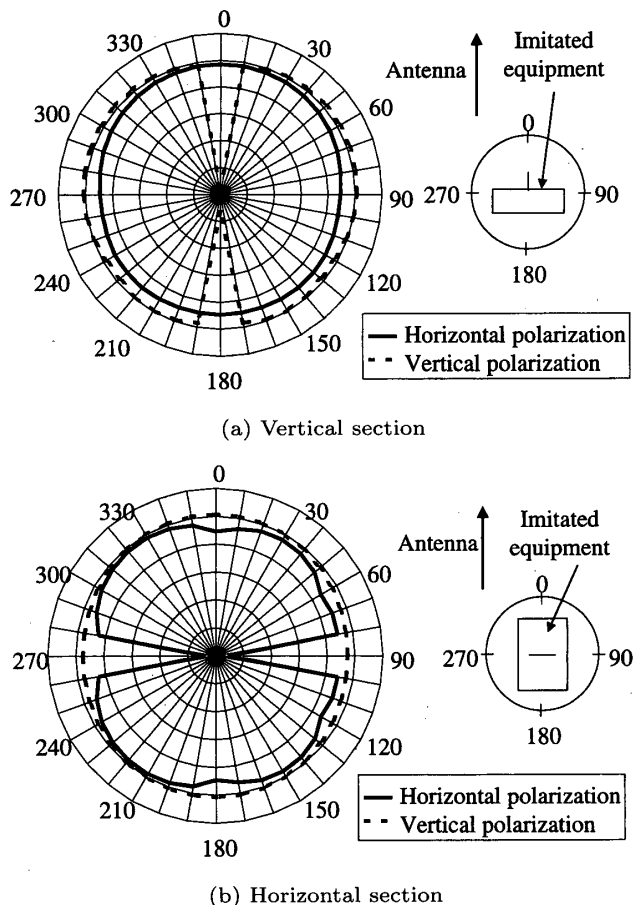 0
330
30
300
60
270
90
240
120
210
150
180
Antenna
Imitated
equipment
0
270
90
180
Horizontal polarization
Vertical polarization
(a) Vertical section
0
330
30
300
60
270
90
240
120
210
150
180
Antenna
Imitated
equipment
0
270
90
180
Horizontal polarization
Vertical polarization
(b) Horizontal section